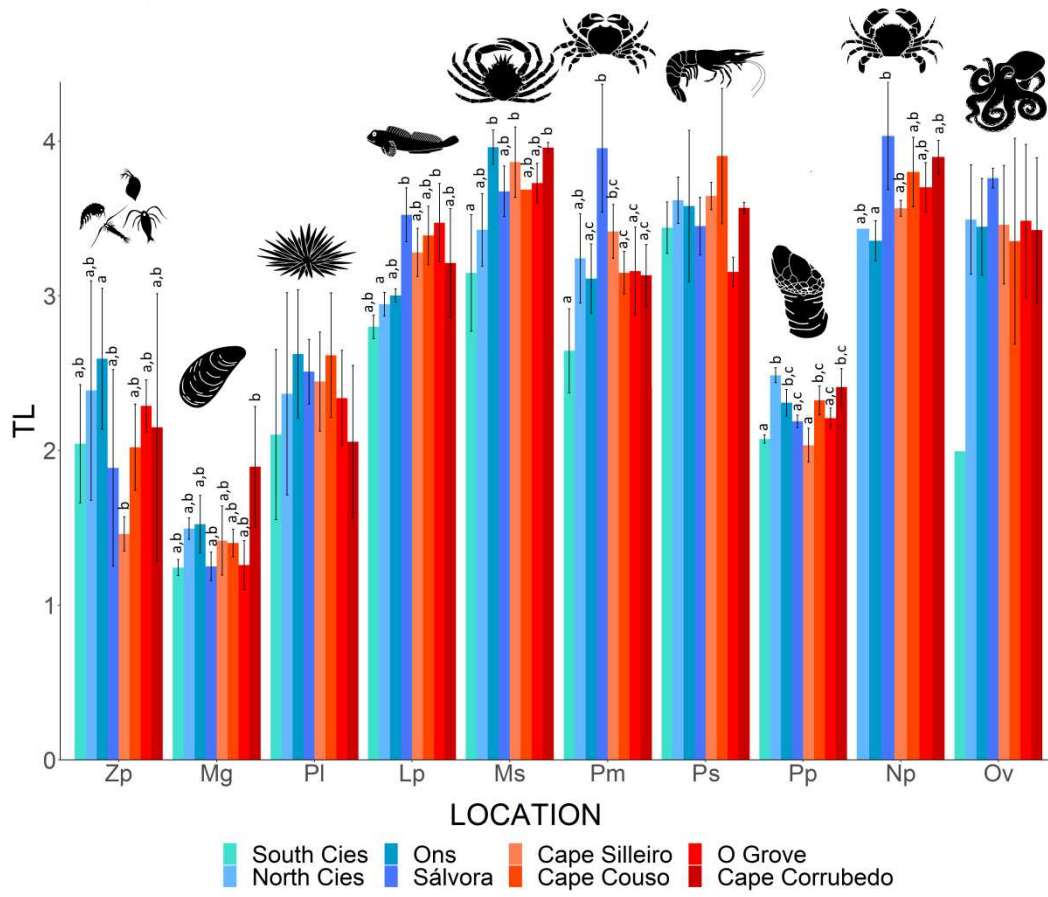 TL
4
3
2
1
0
a,b a,b a a,b b a,b a,b a,b
a,b a,b a,b a,b a,b a,b a,b b
a,b a a,b b a,b a,b b a,b
a a,b b a,b b a,b a,b b
a a,b a,c b b,c a,c a,c a,c
a b b,c a,c a b,c a,c b,c
a,b a b a,b a,b a,b a,b
Zp Mg Pl Lp Ms Pm Ps Pp Np Ov
LOCATION
South Cies Ons Cape Silleiro O Grove
North Cies Sálvora Cape Couso Cape Corrubedo